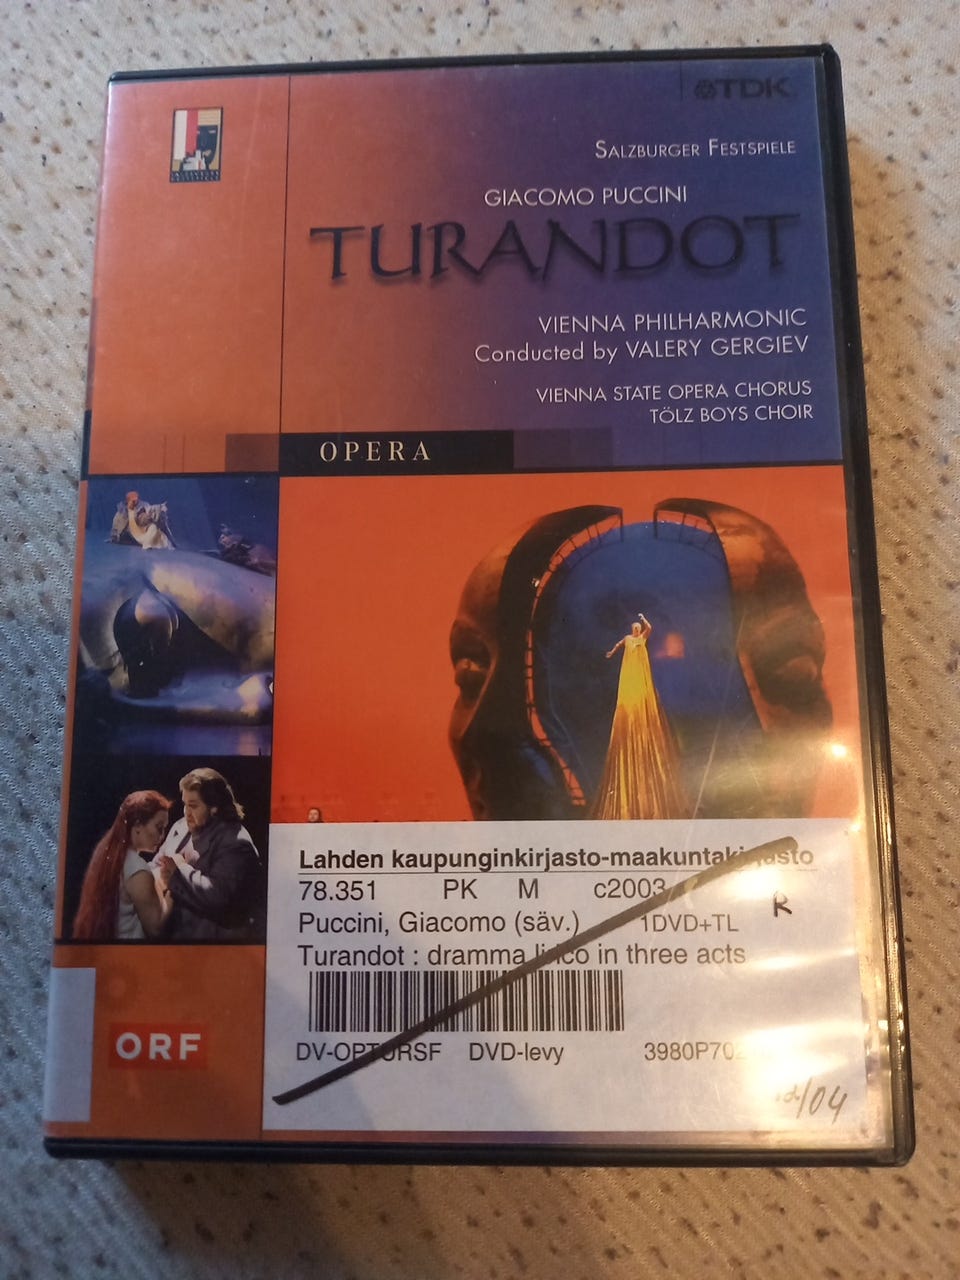 TDK
SALZBURGER FESTSPIELE
GIACOMO PUCCINI
TURANDOT
VIENNA PHILHARMONIC
Conducted by VALERY GERGIEV
VIENNA STATE OPERA CHORUS
TÖLZ BOYS CHOIR
OPERA
Lahden kaupunginkirjasto-maakuntakirjasto
78.351 PK M c2003 R
Puccini, Giacomo (säv.) 1DVD+TL
Turandot : dramma lirico in three acts
DV-OPTURSF DVD-levy 3980P702
/04
ORF